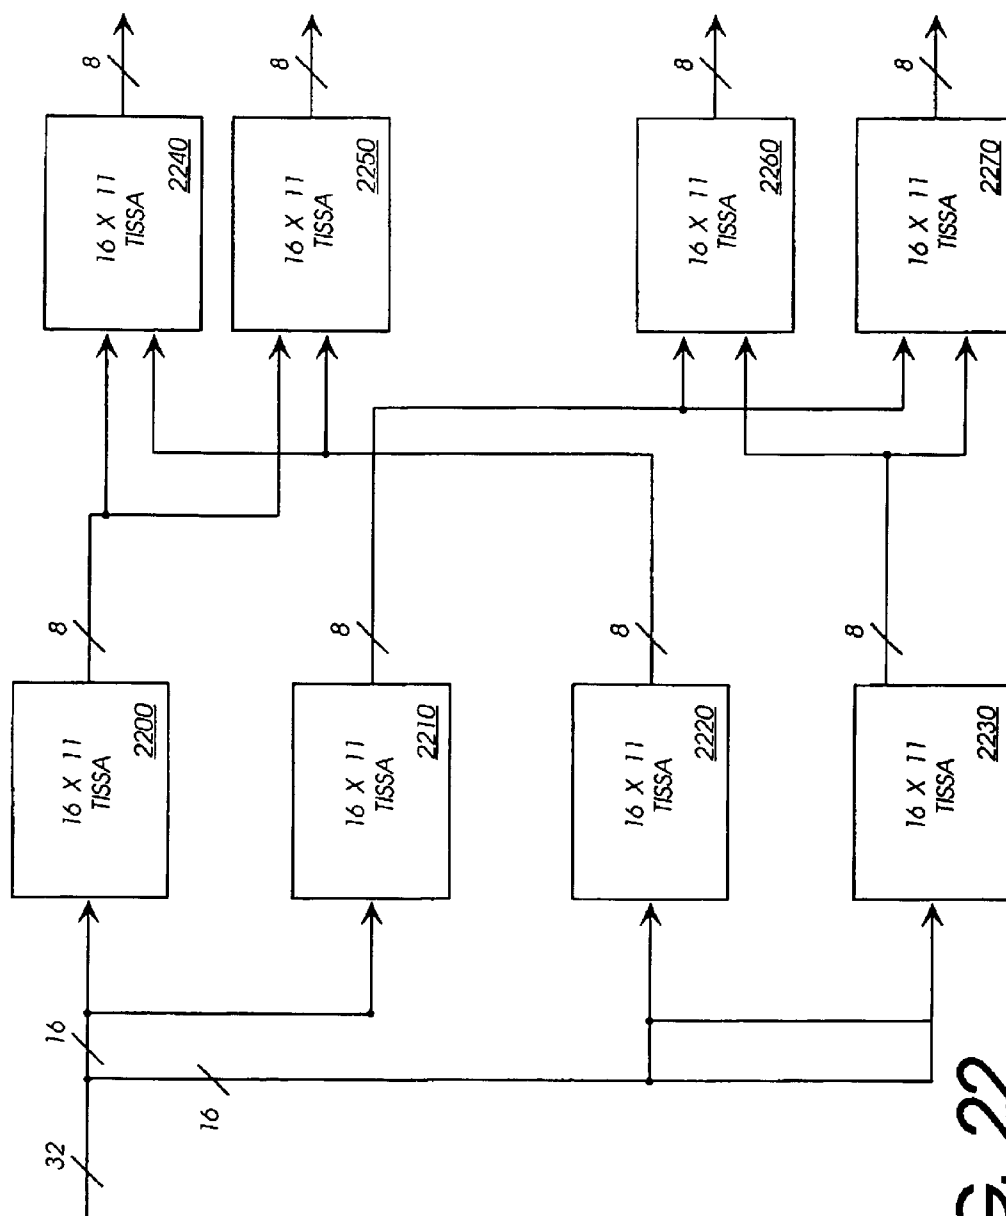 32
16
16 X 11
TISSA
2200
8
16 X 11
TISSA
2240
8
16
16 X 11
TISSA
2250
8
16 X 11
TISSA
2210
8
16 X 11
TISSA
2220
8
16 X 11
TISSA
2260
8
16 X 11
TISSA
2230
8
16 X 11
TISSA
2270
8
G. 22